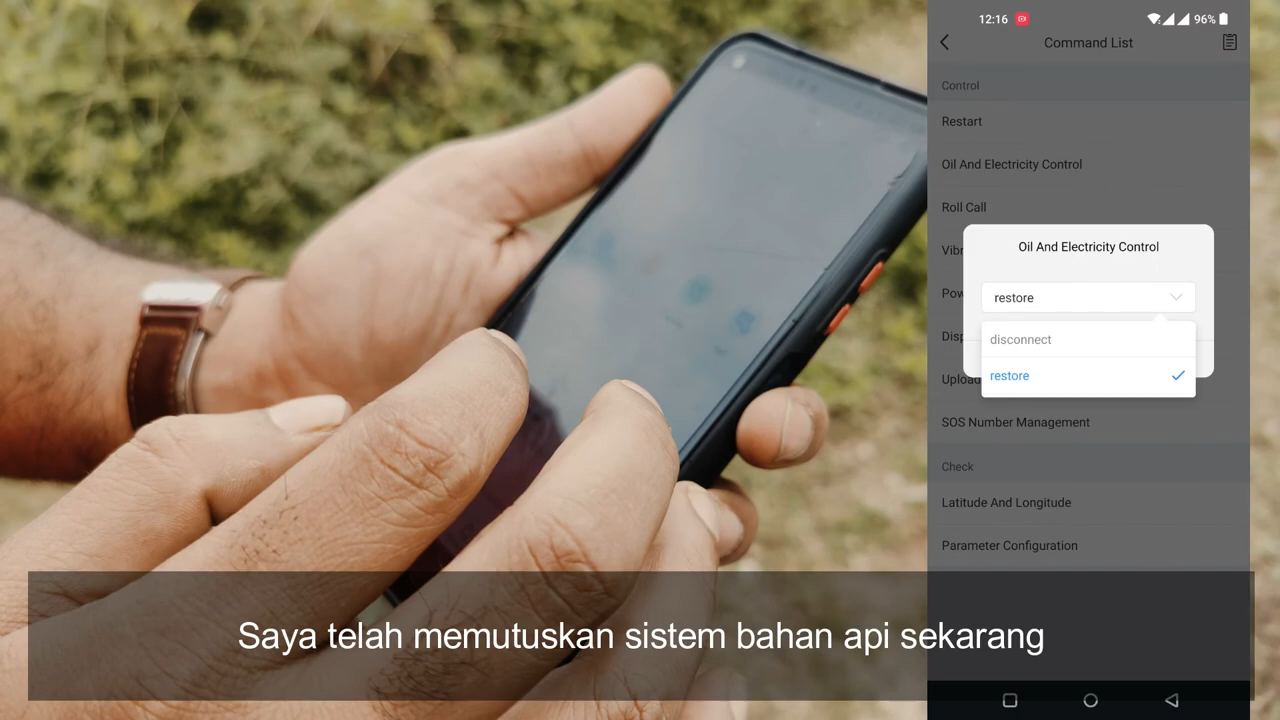 12:16
96%
Command List
Control
Restart
Oil And Electricity Control
Roll Call
Oil And Electricity Control
restore
disconnect
restore
Upload
SOS Number Management
Check
Latitude And Longitude
Parameter Configuration
Saya telah memutuskan sistem bahan api sekarang